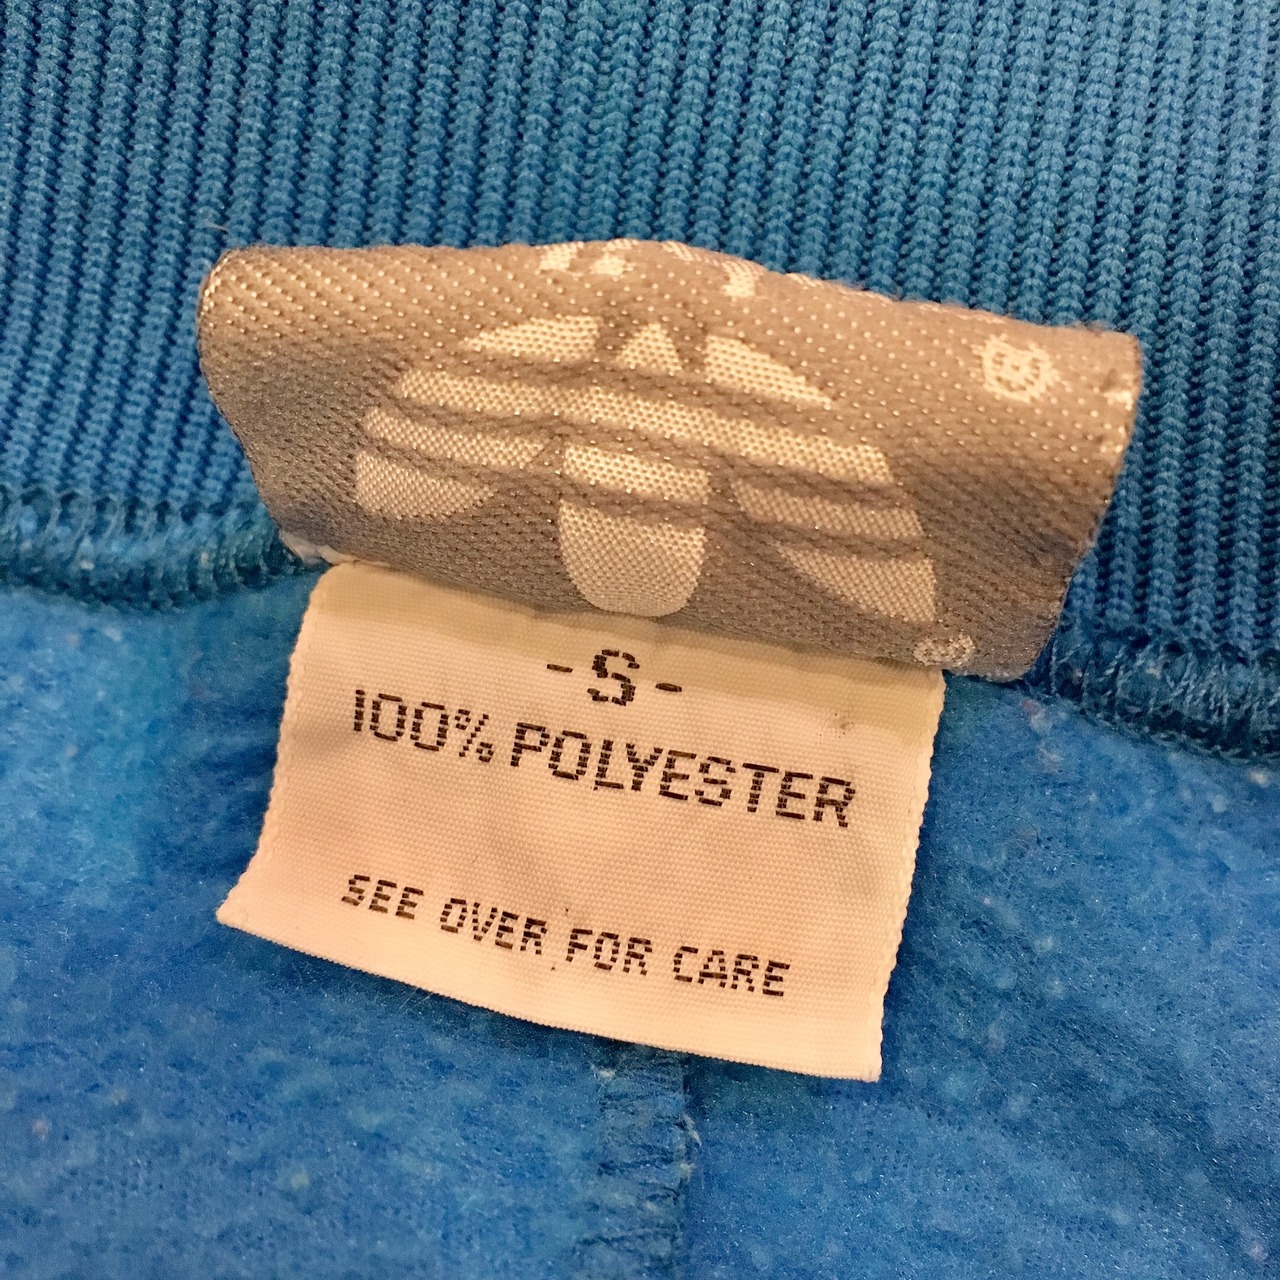 -S-
100% POLYESTER
SEE OVER FOR CARE